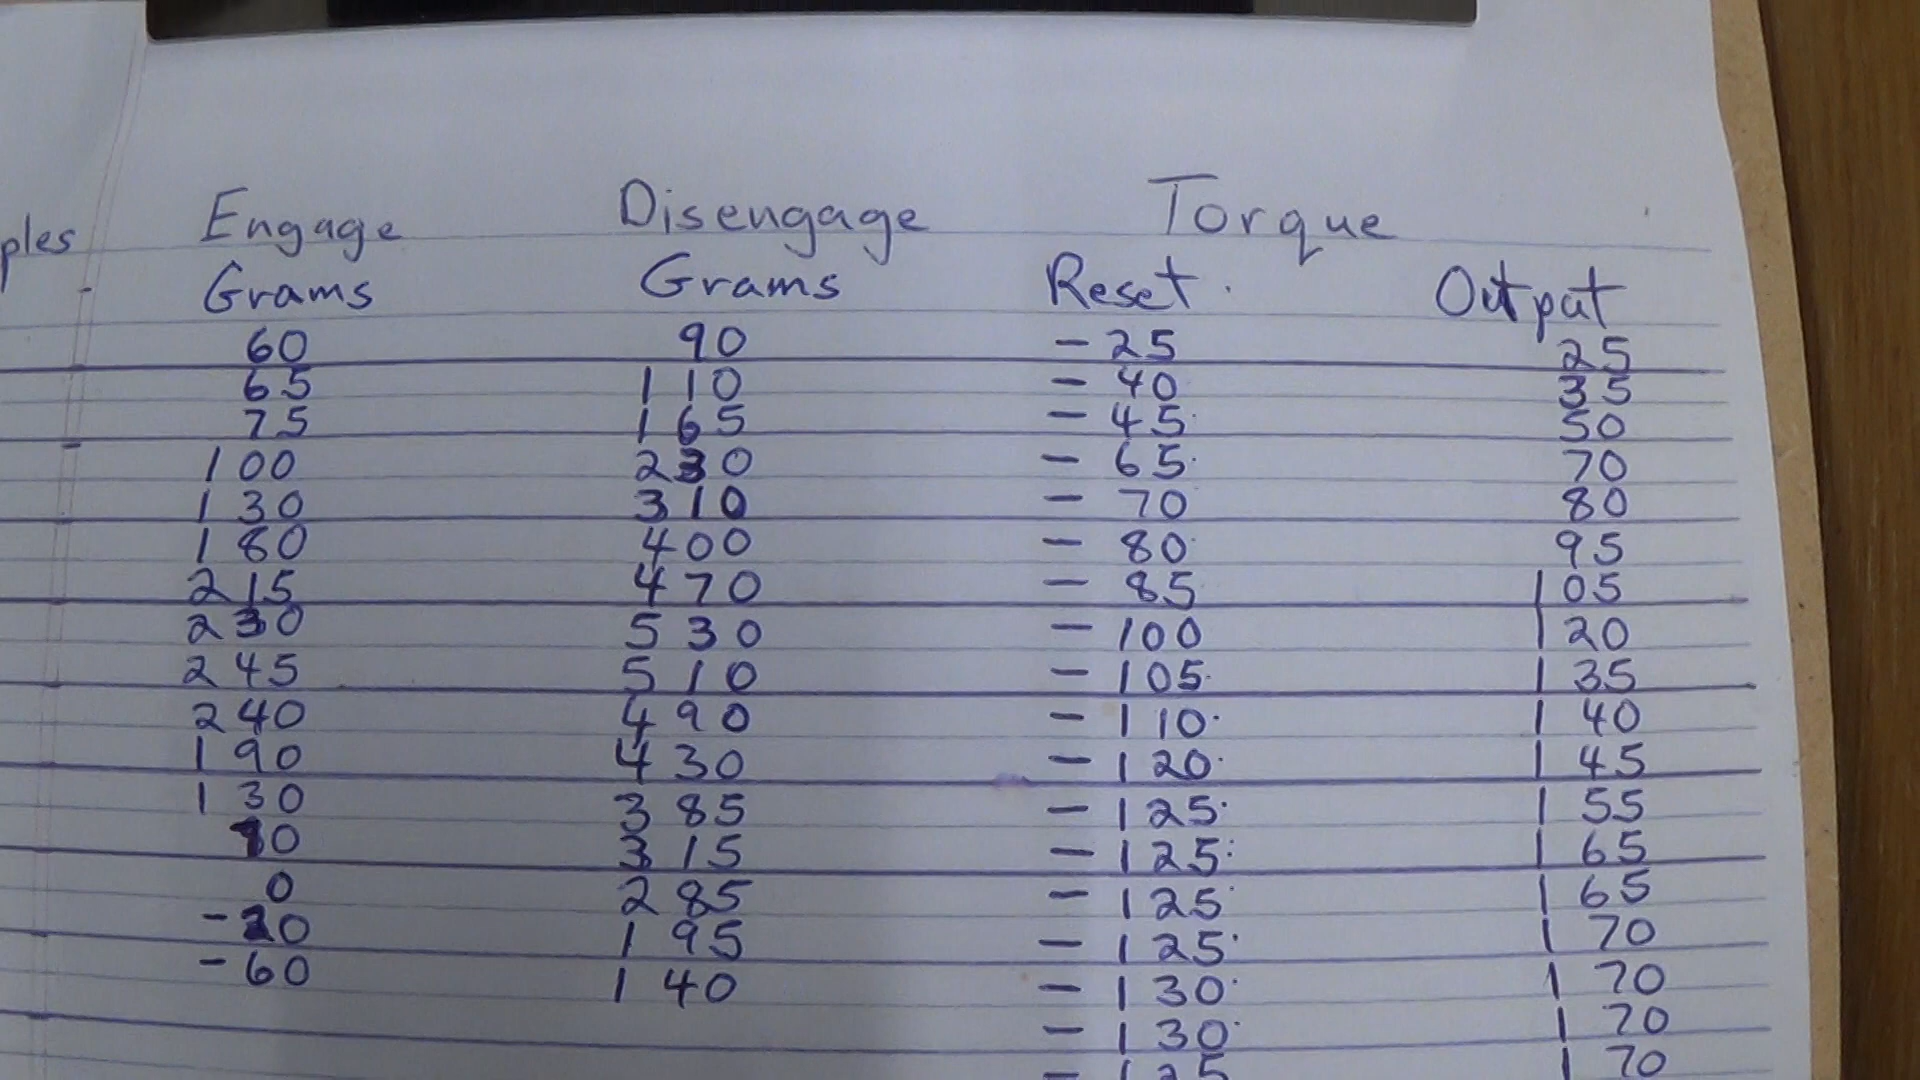 ples Engage Disengage Torque
Grams Grams Reset. Output
60 90 - 25 25
65 110 - 40 35
75 165 - 45 50
100 230 - 65 70
130 310 - 70 80
180 400 - 80 95
215 470 - 85 105
230 530 - 100 120
245 510 - 105 135
240 490 - 110 140
190 430 - 120 145
130 385 - 125 155
315 - 125 165
0 285 - 125 165
195 - 125 170
-60 140 - 130 170
- 130 170
170